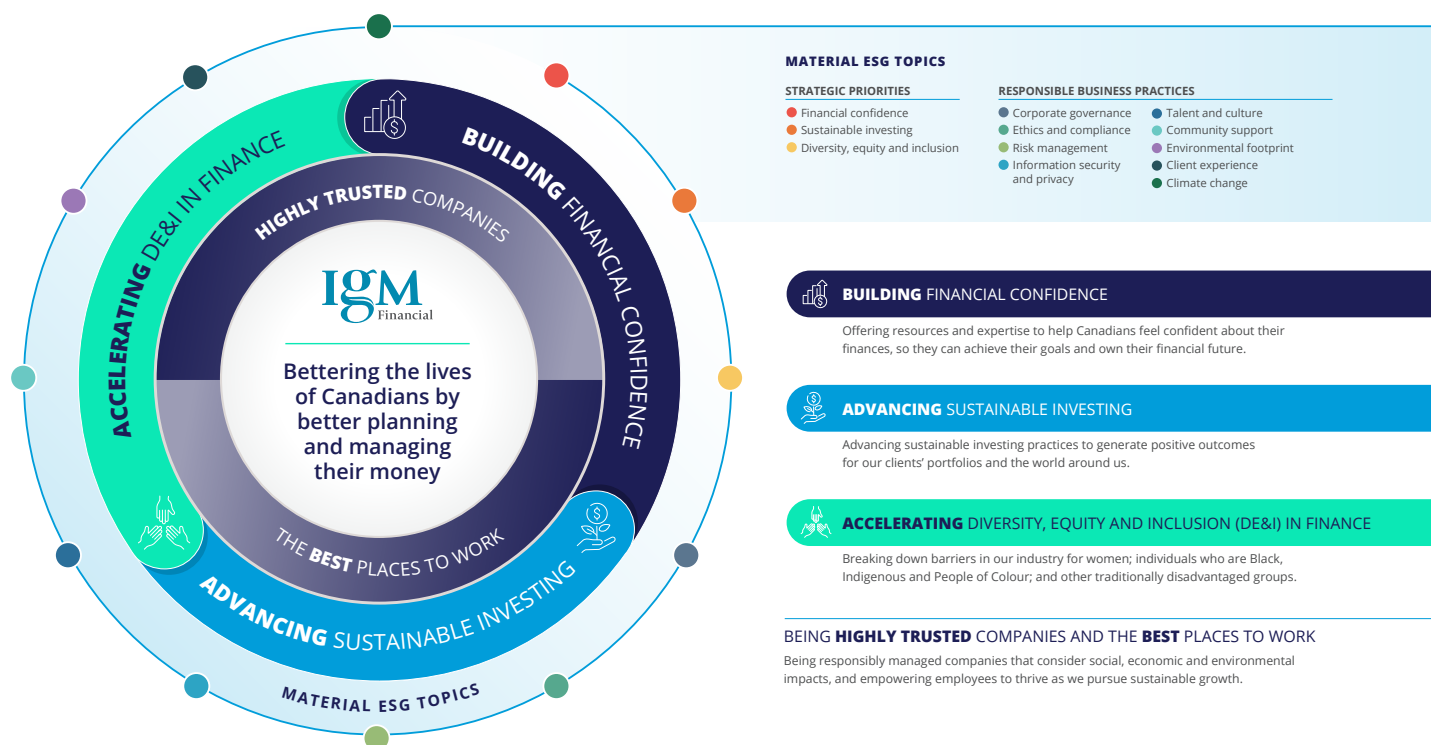 ACCELERATING DE&I IN FINANCE
BUILDING FINANCIAL CONFIDENCE
ADVANCING SUSTAINABLE INVESTING
HIGHLY TRUSTED COMPANIES
THE BEST PLACES TO WORK
IGM
Financial
Bettering the lives
of Canadians by
better planning
and managing
their money
MATERIAL ESG TOPICS
MATERIAL ESG TOPICS
STRATEGIC PRIORITIES
Financial confidence
Sustainable investing
Diversity, equity and inclusion
RESPONSIBLE BUSINESS PRACTICES
Corporate governance
Ethics and compliance
Risk management
Information security
and privacy
Talent and culture
Community support
Environmental footprint
Client experience
Climate change
BUILDING FINANCIAL CONFIDENCE
Offering resources and expertise to help Canadians feel confident about their
finances, so they can achieve their goals and own their financial future.
ADVANCING SUSTAINABLE INVESTING
Advancing sustainable investing practices to generate positive outcomes
for our clients’ portfolios and the world around us.
ACCELERATING DIVERSITY, EQUITY AND INCLUSION (DE&I) IN FINANCE
Breaking down barriers in our industry for women; individuals who are Black,
Indigenous and People of Colour; and other traditionally disadvantaged groups.
BEING HIGHLY TRUSTED COMPANIES AND THE BEST PLACES TO WORK
Being responsibly managed companies that consider social, economic and environmental
impacts, and empowering employees to thrive as we pursue sustainable growth.